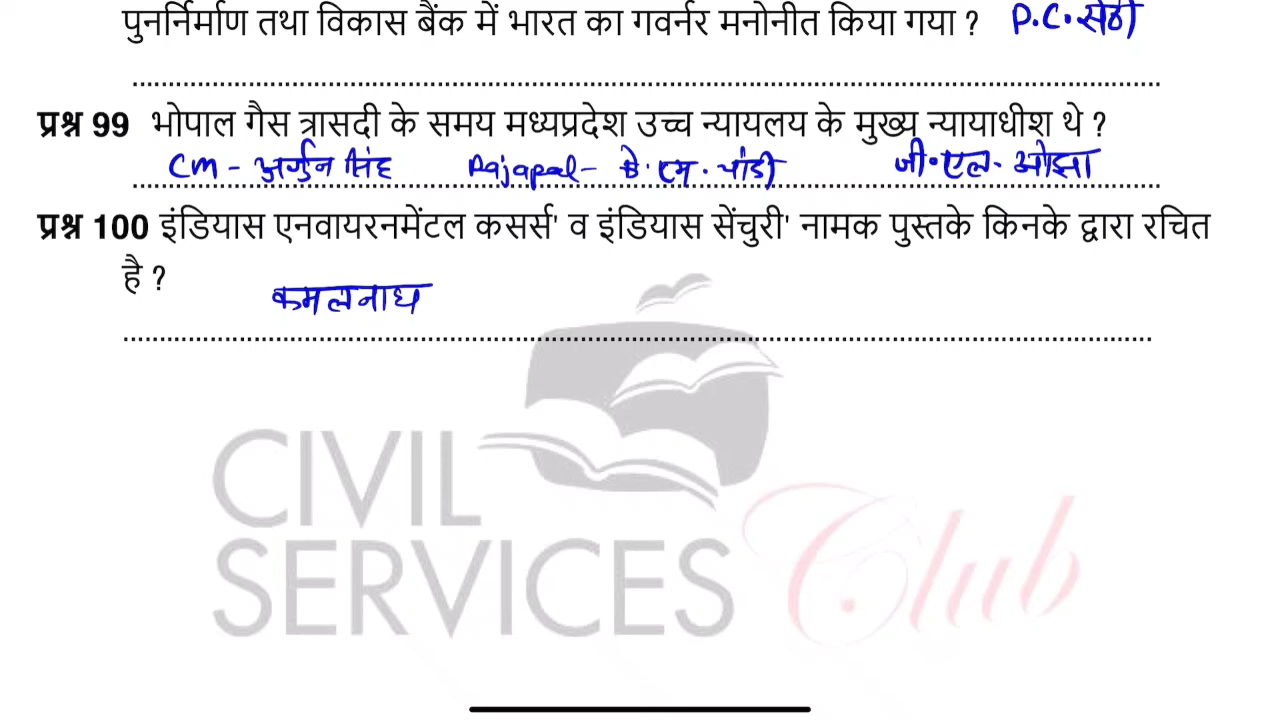 पुनर्निर्माण तथा विकास बैंक में भारत का गवर्नर मनोनीत किया गया ? P.C. सेठी
प्रश्न 99 भोपाल गैस त्रासदी के समय मध्यप्रदेश उच्च न्यायलय के मुख्य न्यायाधीश थे ?
CM - अर्जुन सिंह Rajapal - के. एम. चांडी जी. एल. ओझा
प्रश्न 100 इंडियास एनवायरनमेंटल कसर्स' व इंडियास सेंचुरी' नामक पुस्तके किनके द्वारा रचित
है ?
कमलनाथ
CIVIL
SERVICES Club